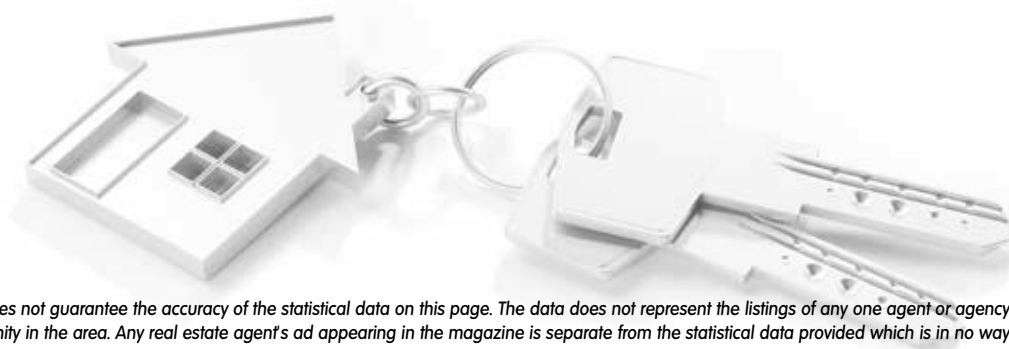 es not guarantee the accuracy of the statistical data on this page. The data does not represent the listings of any one agent or agency
nity in the area. Any real estate agent's ad appearing in the magazine is separate from the statistical data provided which is in no way